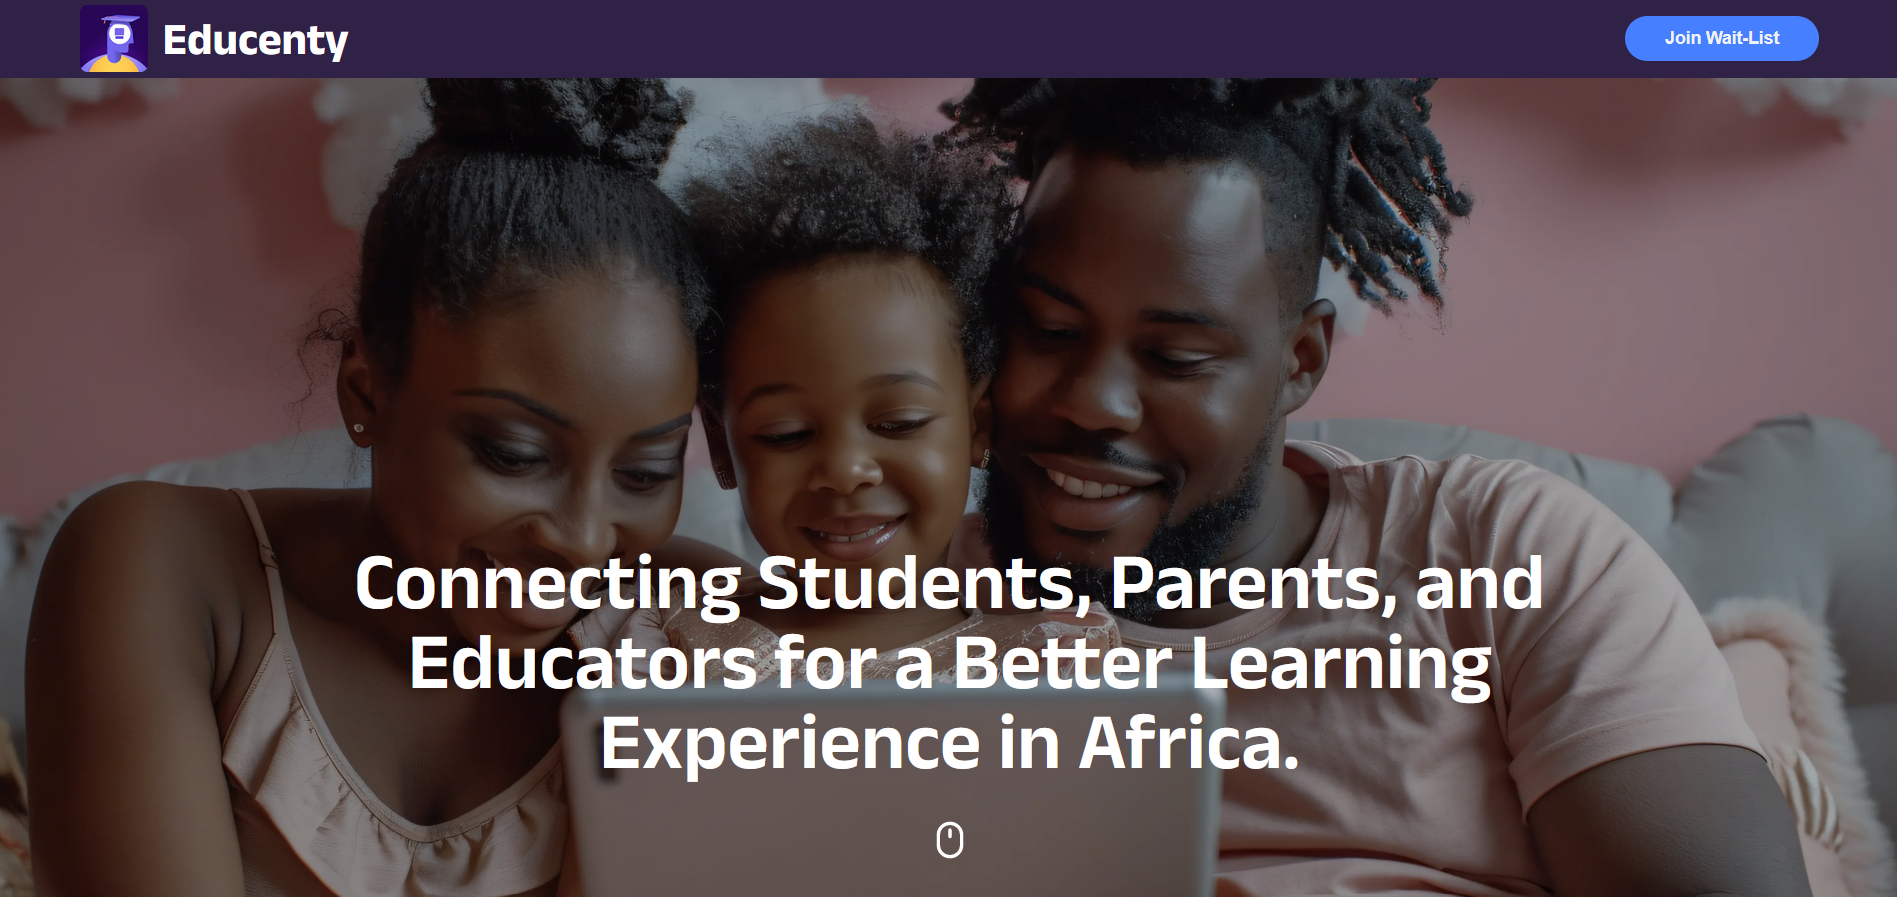 Educenty
Join Wait-List
Connecting Students, Parents, and
Educators for a Better Learning
Experience in Africa.